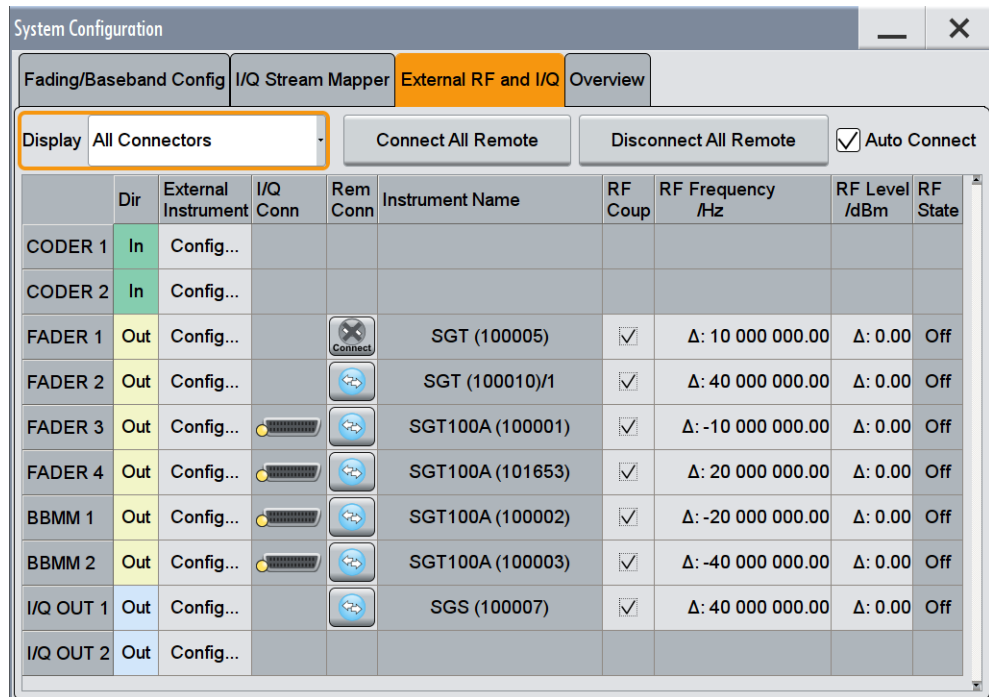 System Configuration
Fading/Baseband Config I/Q Stream Mapper External RF and I/Q Overview
Display All Connectors Connect All Remote Disconnect All Remote Auto Connect
Dir External Instrument I/Q Conn Rem Conn Instrument Name RF Coup RF Frequency /Hz RF Level /dBm RF State
CODER 1 In Config...
CODER 2 In Config...
FADER 1 Out Config... Connect SGT (100005) Δ: 10 000 000.00 Δ: 0.00 Off
FADER 2 Out Config... SGT (100010)/1 Δ: 40 000 000.00 Δ: 0.00 Off
FADER 3 Out Config... SGT100A (100001) Δ: -10 000 000.00 Δ: 0.00 Off
FADER 4 Out Config... SGT100A (101653) Δ: 20 000 000.00 Δ: 0.00 Off
BBMM 1 Out Config... SGT100A (100002) Δ: -20 000 000.00 Δ: 0.00 Off
BBMM 2 Out Config... SGT100A (100003) Δ: -40 000 000.00 Δ: 0.00 Off
I/Q OUT 1 Out Config... SGS (100007) Δ: 40 000 000.00 Δ: 0.00 Off
I/Q OUT 2 Out Config...